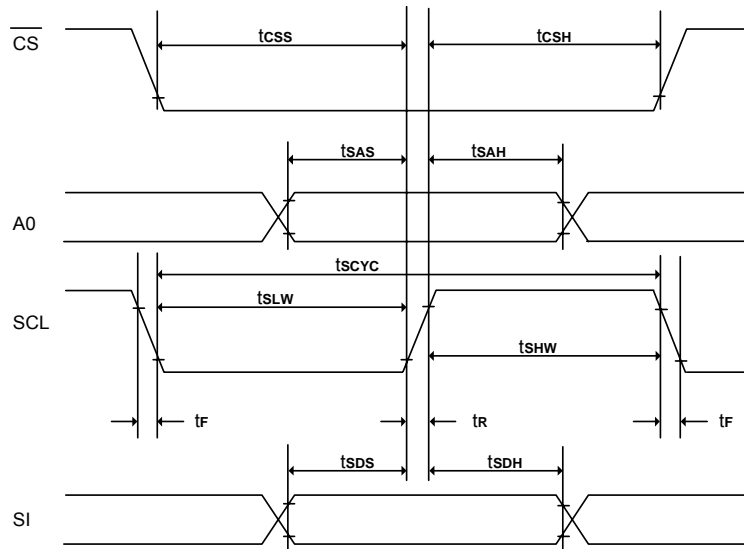 CS
tCSS
tCSH
tSAS
tSAH
A0
tSCYC
tSLW
SCL
tSHW
tF
tR
tF
tSDS
tSDH
SI